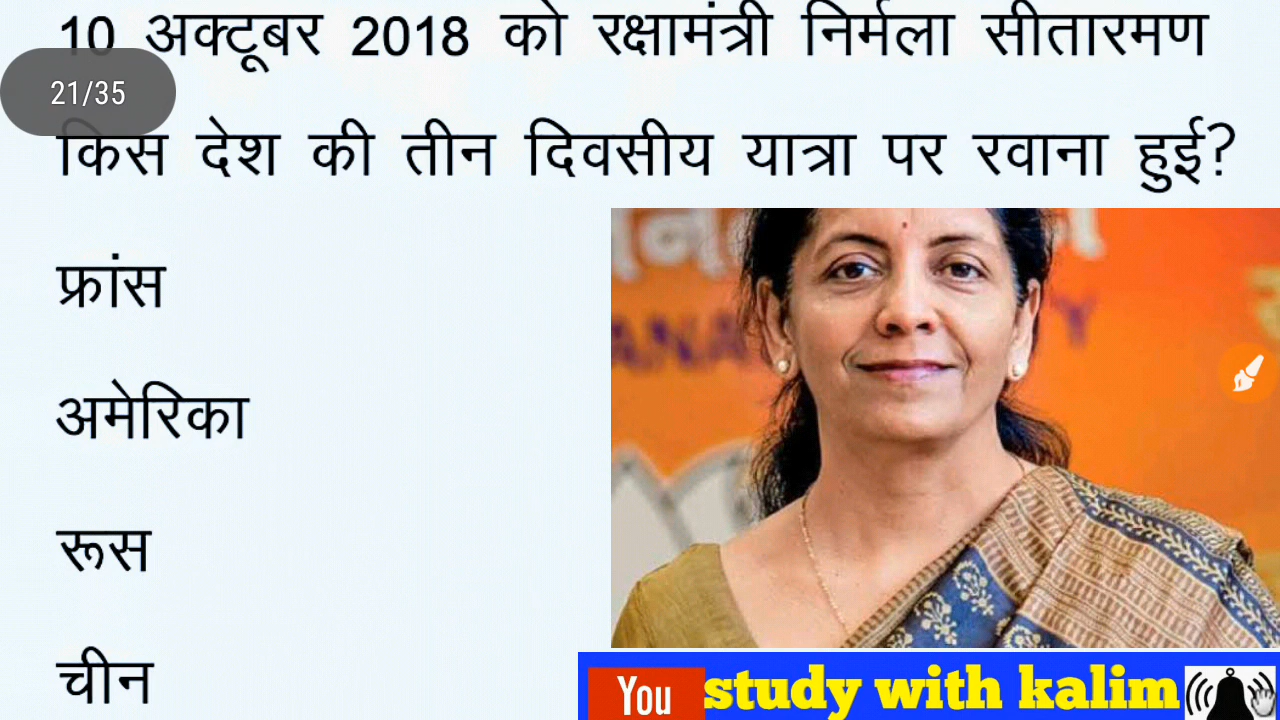 10 अक्टूबर 2018 को रक्षामंत्री निर्मला सीतारमण
21/35
किस देश की तीन दिवसीय यात्रा पर रवाना हुई?
फ्रांस
अमेरिका
रूस
चीन
You study with kalim